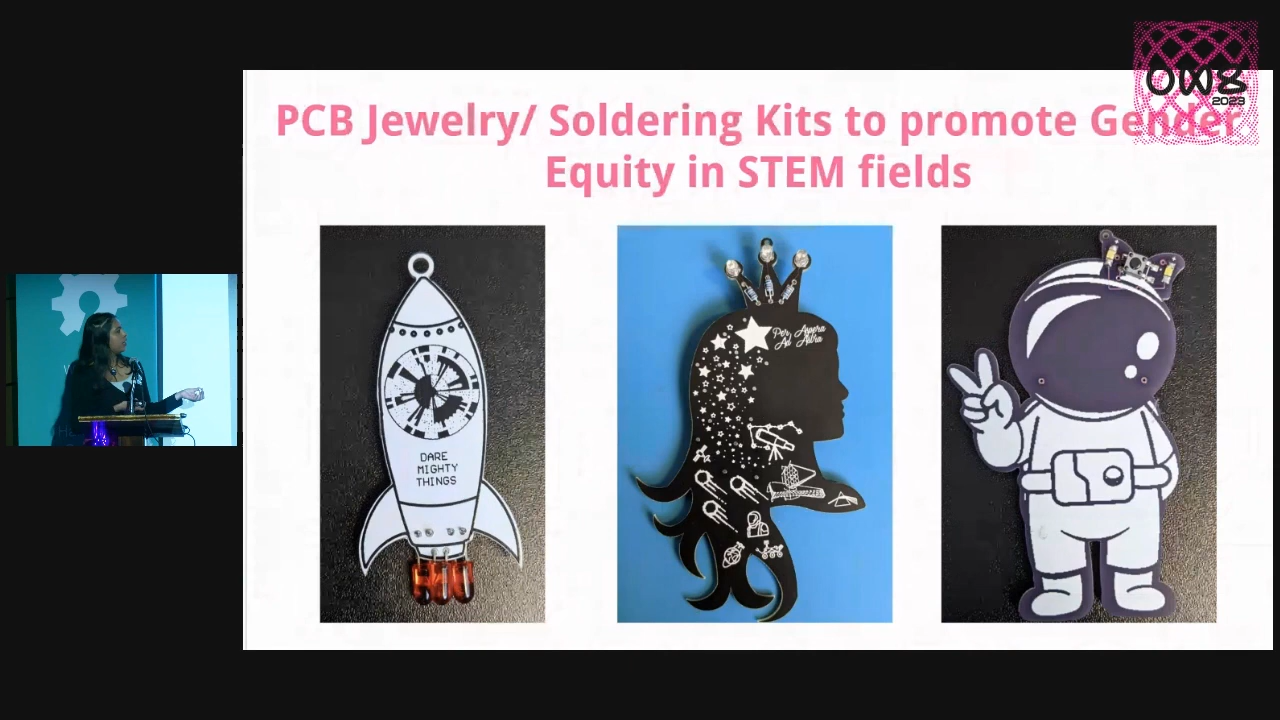 OW8
2023
PCB Jewelry/ Soldering Kits to promote Gender
Equity in STEM fields
DARE
MIGHTY
THINGS
Per Aspera
Ad Astra